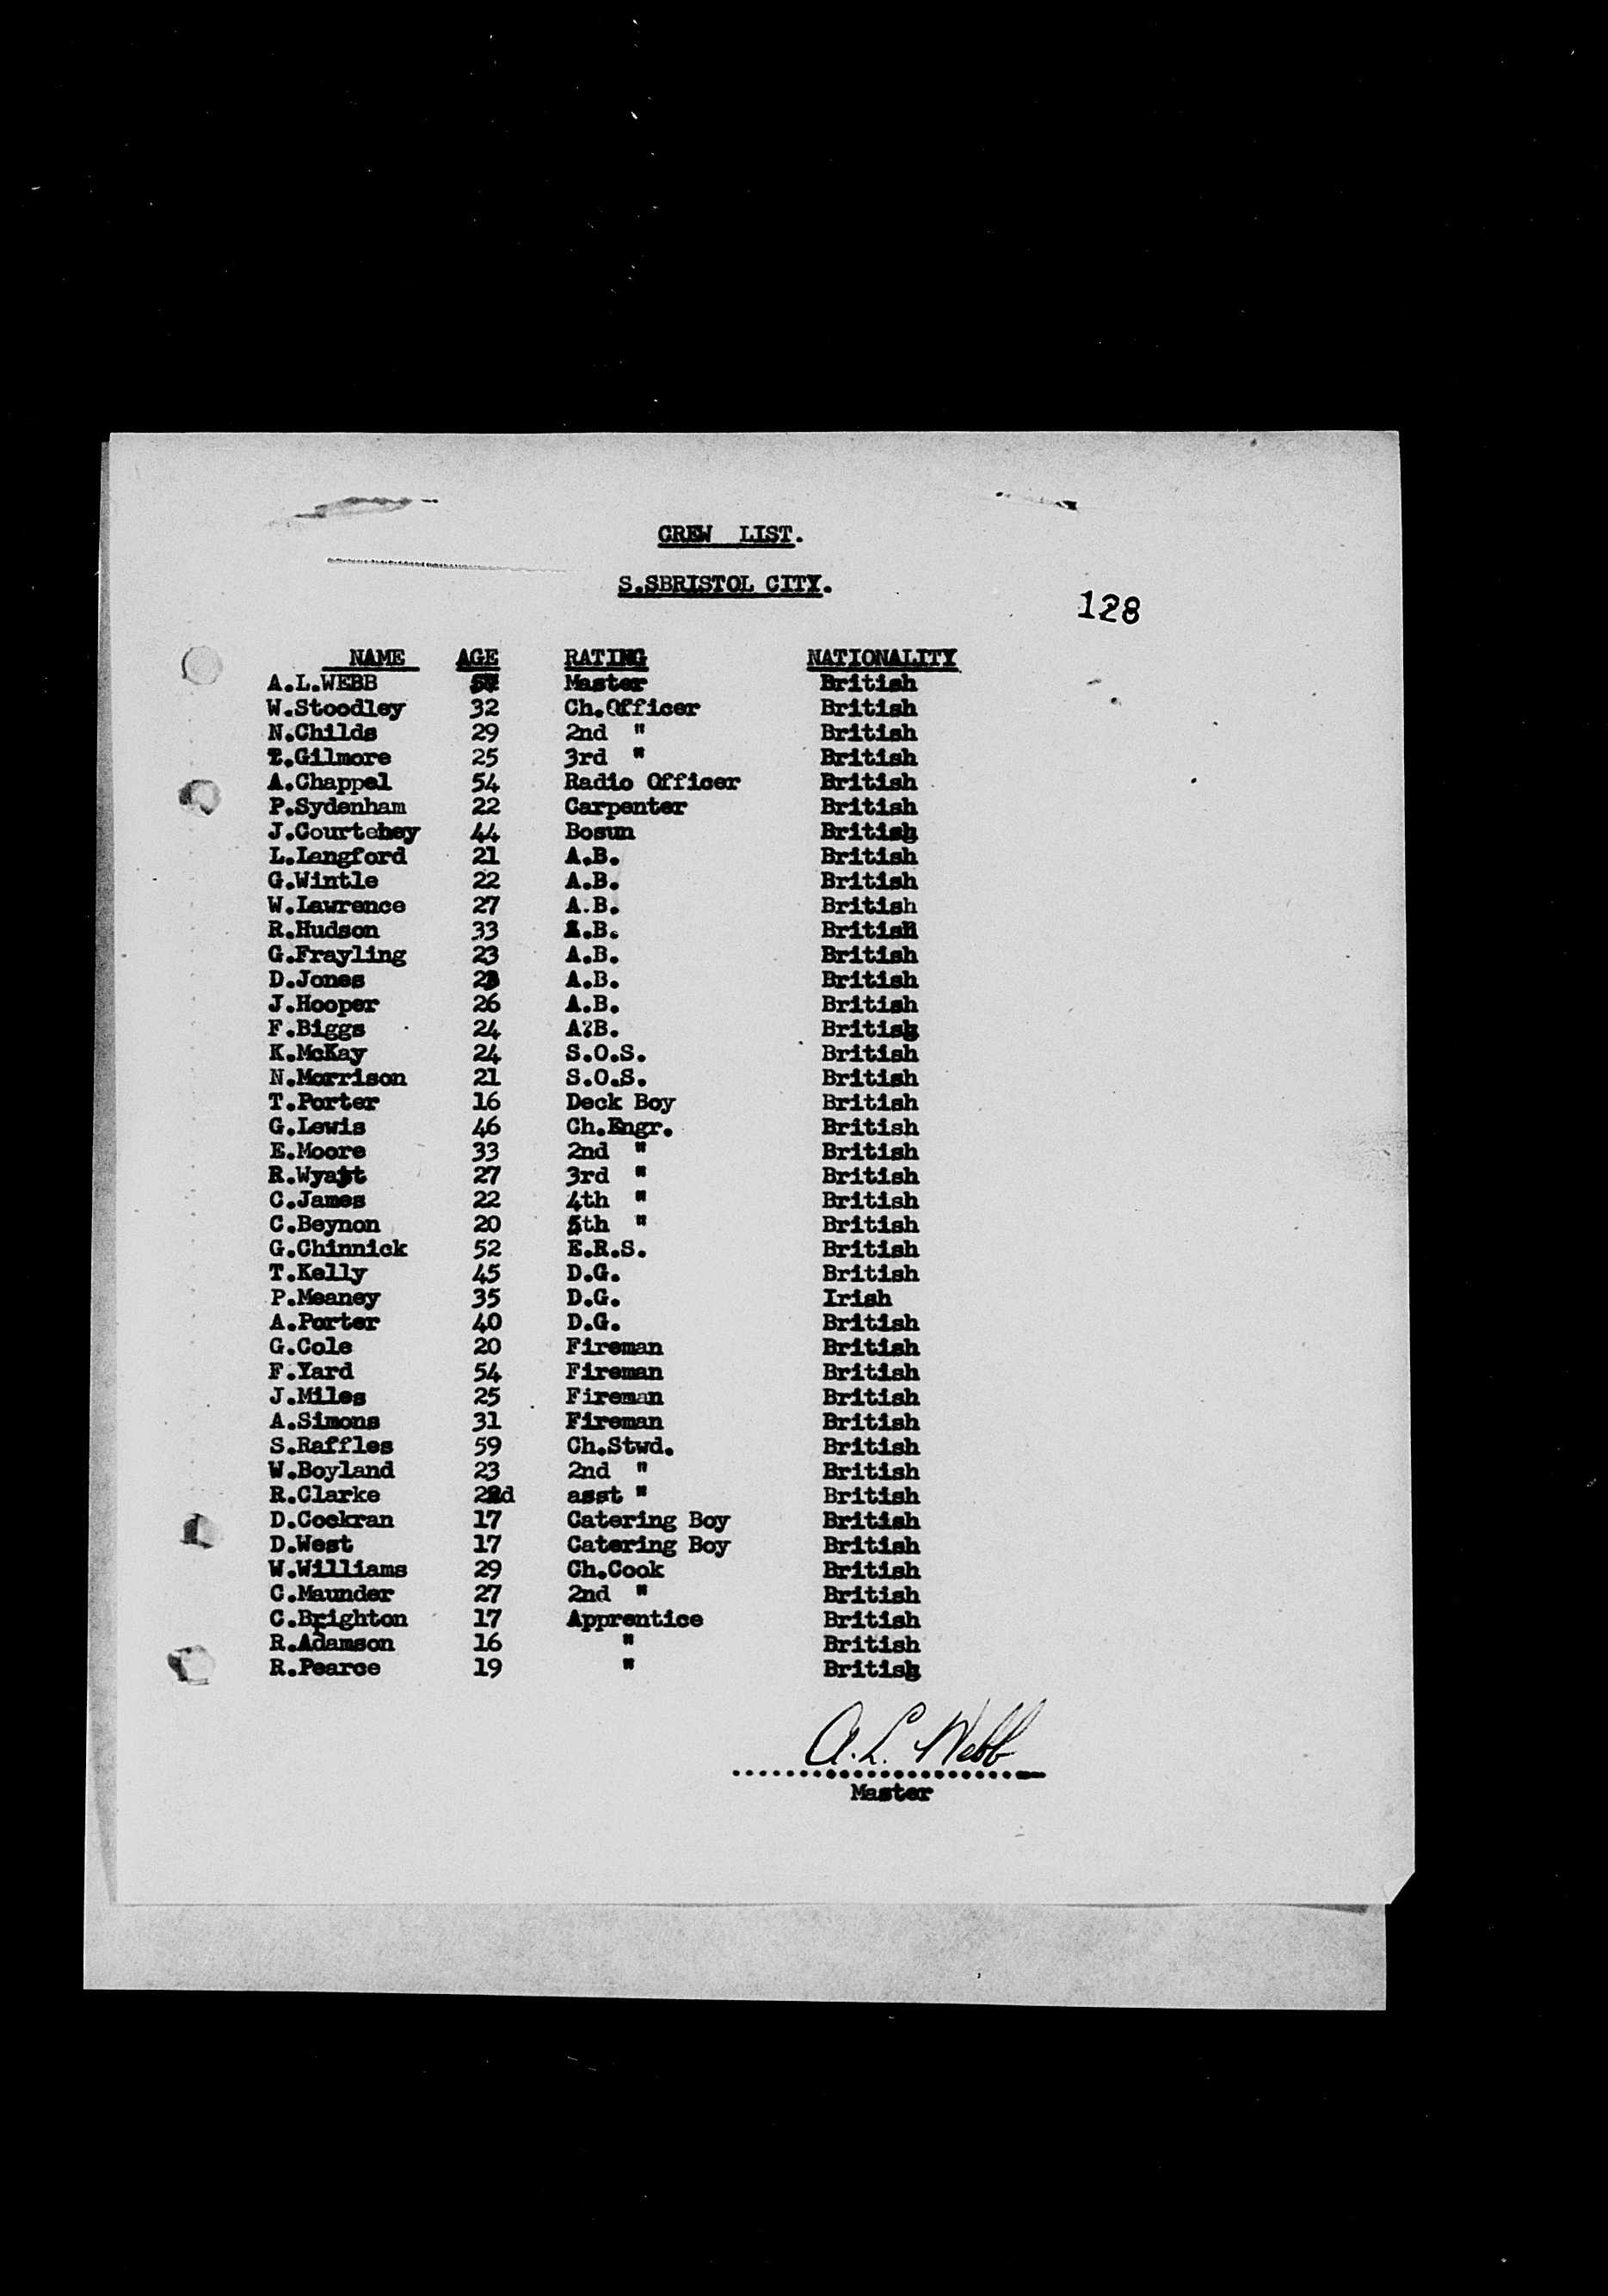 CREW LIST.
S.SBRISTOL CITY.
128
NAME AGE RATING NATIONALITY
A.L.WEBB Master British
W.Stoodley 32 Ch.Officer British
N.Childs 29 2nd " British
Gilmore 25 3rd " British
A.Chappel 54 Radio Officer British
P.Sydenham 22 Carpenter British
J.Courtehey 44 Bosun British
L.Langford 21 A.B. British
G.Wintle 22 A.B. British
W.Lawrence 27 A.B. British
R.Hudson 33 A.B. British
G.Frayling 23 A.B. British
D.Jones 23 A.B. British
J.Hooper 26 A.B. British
F.Biggs 24 A?B. British
K.McKay 24 S.O.S. British
N.Morrison 21 S.O.S. British
T.Porter 16 Deck Boy British
G.Lewis 46 Ch.Engr. British
E.Moore 33 2nd " British
R.Wyatt 27 3rd " British
C.James 22 4th " British
C.Beynon 20 5th " British
G.Chinnick 52 E.R.S. British
T.Kelly 45 D.G. British
P.Meaney 35 D.G. Irish
A.Porter 40 D.G. British
G.Cole 20 Fireman British
F.Yard 54 Fireman British
J.Miles 25 Fireman British
A.Simons 31 Fireman British
S.Raffles 59 Ch.Stwd. British
W.Boyland 23 2nd " British
R.Clarke asst " British
D.Cockran 17 Catering Boy British
D.West 17 Catering Boy British
W.Williams 29 Ch.Cook British
C.Maunder 27 2nd " British
C.Brighton 17 Apprentice British
R.Adamson 16 " British
R.Pearce 19 " British
A.L. Webb
Master